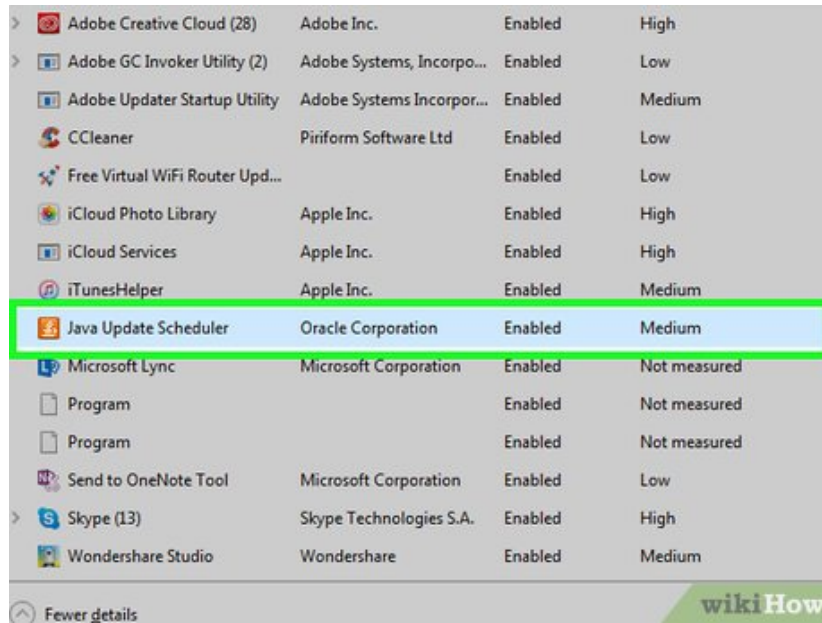 Adobe Creative Cloud (28) Adobe Inc. Enabled High
Adobe GC Invoker Utility (2) Adobe Systems, Incorpo... Enabled Low
Adobe Updater Startup Utility Adobe Systems Incorpor... Enabled Medium
CCleaner Piriform Software Ltd Enabled Low
Free Virtual WiFi Router Upd... Enabled Low
iCloud Photo Library Apple Inc. Enabled High
iCloud Services Apple Inc. Enabled High
iTunesHelper Apple Inc. Enabled Medium
Java Update Scheduler Oracle Corporation Enabled Medium
Microsoft Lync Microsoft Corporation Enabled Not measured
Program Enabled Not measured
Program Enabled Not measured
Send to OneNote Tool Microsoft Corporation Enabled Low
Skype (13) Skype Technologies S.A. Enabled High
Wondershare Studio Wondershare Enabled Medium
Fewer details
wikiHow